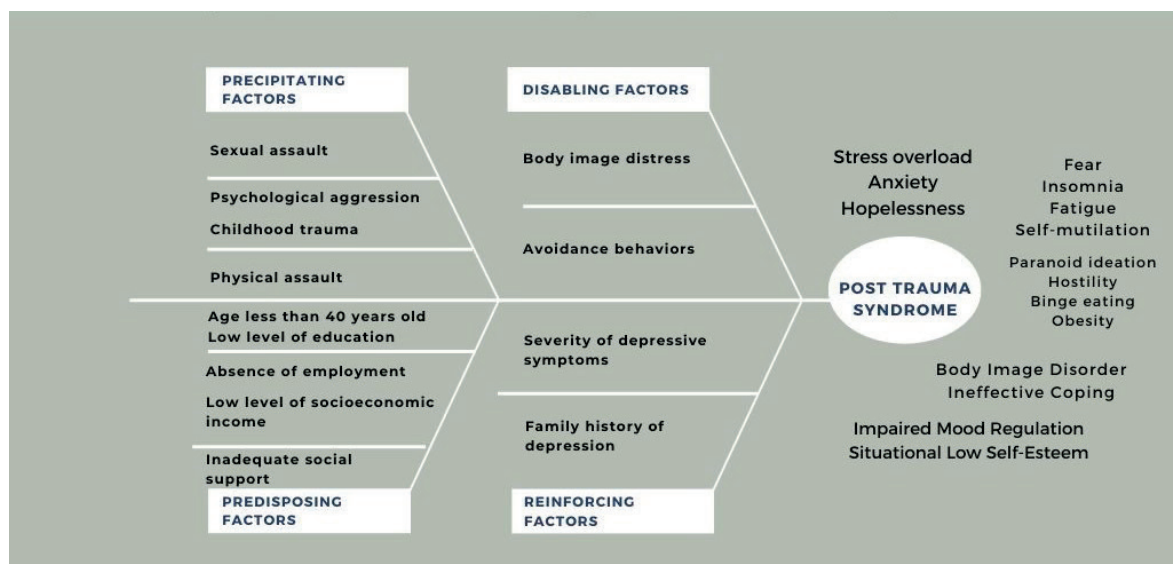 PRECIPITATING
FACTORS
Sexual assault
Psychological aggression
Childhood trauma
Physical assault
Age less than 40 years old
Low level of education
Absence of employment
Low level of socioeconomic
income
Inadequate social
support
PREDISPOSING
FACTORS
DISABLING FACTORS
Body image distress
Avoidance behaviors
Severity of depressive
symptoms
Family history of
depression
REINFORCING
FACTORS
Stress overload
Anxiety
Hopelessness
POST TRAUMA
SYNDROME
Fear
Insomnia
Fatigue
Self-mutilation
Paranoid ideation
Hostility
Binge eating
Obesity
Body Image Disorder
Ineffective Coping
Impaired Mood Regulation
Situational Low Self-Esteem